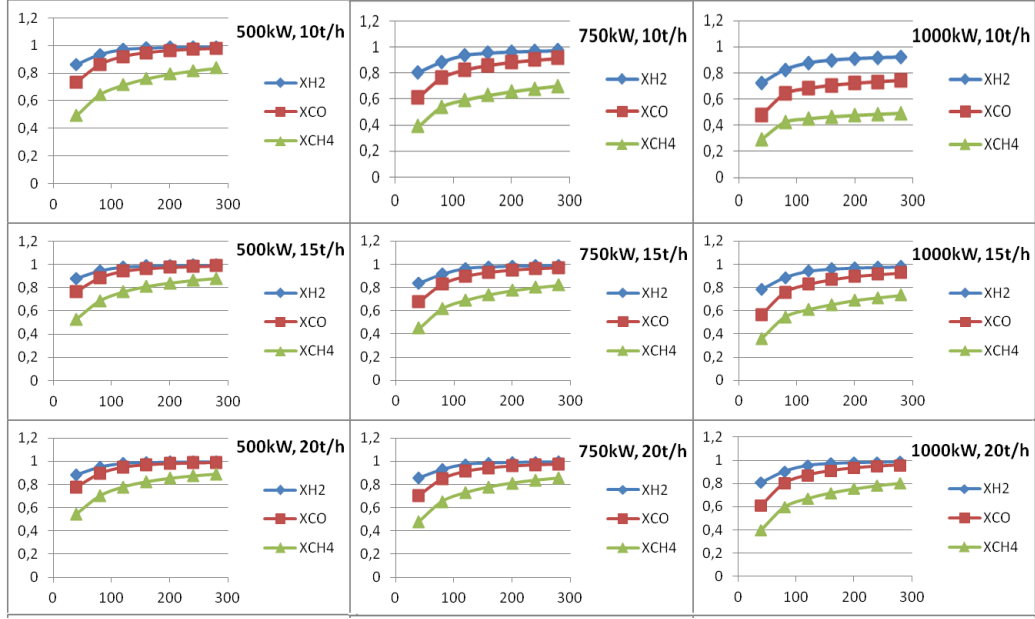 500kW, 10t/h
1,2
1
0,8
0,6
0,4
0,2
0
0 100 200 300
XH2
XCO
XCH4
750kW, 10t/h
1,2
1
0,8
0,6
0,4
0,2
0
0 100 200 300
XH2
XCO
XCH4
1000kW, 10t/h
1,2
1
0,8
0,6
0,4
0,2
0
0 100 200 300
XH2
XCO
XCH4
500kW, 15t/h
1,2
1
0,8
0,6
0,4
0,2
0
0 100 200 300
XH2
XCO
XCH4
750kW, 15t/h
1,2
1
0,8
0,6
0,4
0,2
0
0 100 200 300
XH2
XCO
XCH4
1000kW, 15t/h
1,2
1
0,8
0,6
0,4
0,2
0
0 100 200 300
XH2
XCO
XCH4
500kW, 20t/h
1,2
1
0,8
0,6
0,4
0,2
0
0 100 200 300
XH2
XCO
XCH4
750kW, 20t/h
1,2
1
0,8
0,6
0,4
0,2
0
0 100 200 300
XH2
XCO
XCH4
1000kW, 20t/h
1,2
1
0,8
0,6
0,4
0,2
0
0 100 200 300
XH2
XCO
XCH4